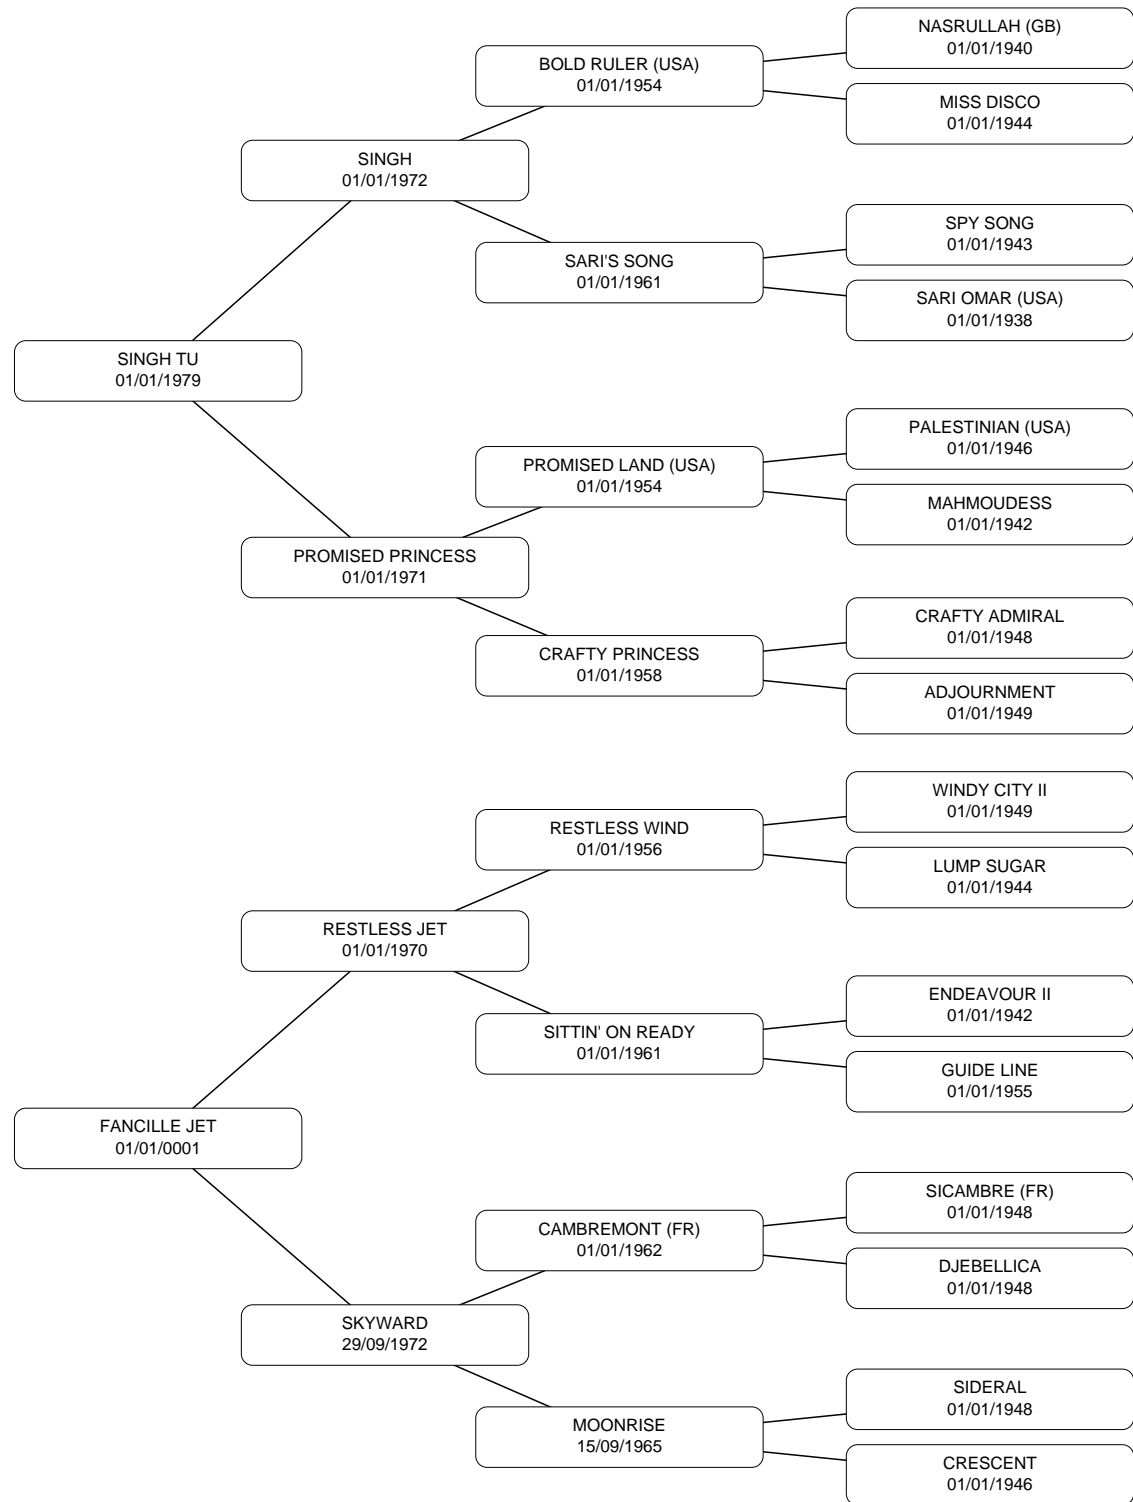 NASRULLAH (GB)
01/01/1940
BOLD RULER (USA)
01/01/1954
MISS DISCO
01/01/1944
SINGH
01/01/1972
SPY SONG
01/01/1943
SARI'S SONG
01/01/1961
SARI OMAR (USA)
01/01/1938
SINGH TU
01/01/1979
PALESTINIAN (USA)
01/01/1946
PROMISED LAND (USA)
01/01/1954
MAHMOUDESS
01/01/1942
PROMISED PRINCESS
01/01/1971
CRAFTY ADMIRAL
01/01/1948
CRAFTY PRINCESS
01/01/1958
ADJOURNMENT
01/01/1949
WINDY CITY II
01/01/1949
RESTLESS WIND
01/01/1956
LUMP SUGAR
01/01/1944
RESTLESS JET
01/01/1970
ENDEAVOUR II
01/01/1942
SITTIN' ON READY
01/01/1961
GUIDE LINE
01/01/1955
FANCILLE JET
01/01/0001
SICAMBRE (FR)
01/01/1948
CAMBREMONT (FR)
01/01/1962
DJEBELLICA
01/01/1948
SKYWARD
29/09/1972
SIDERAL
01/01/1948
MOONRISE
15/09/1965
CRESCENT
01/01/1946